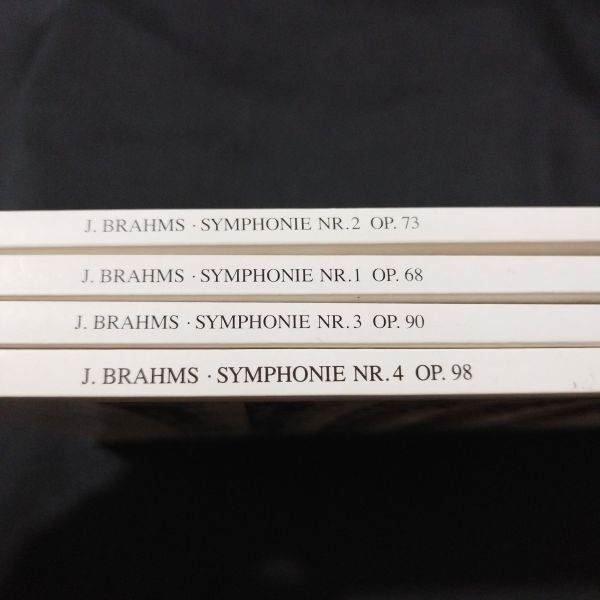 J. BRAHMS · SYMPHONIE NR. 2 OP. 73
J. BRAHMS · SYMPHONIE NR. 1 OP. 68
J. BRAHMS · SYMPHONIE NR. 3 OP. 90
J. BRAHMS · SYMPHONIE NR. 4 OP. 98